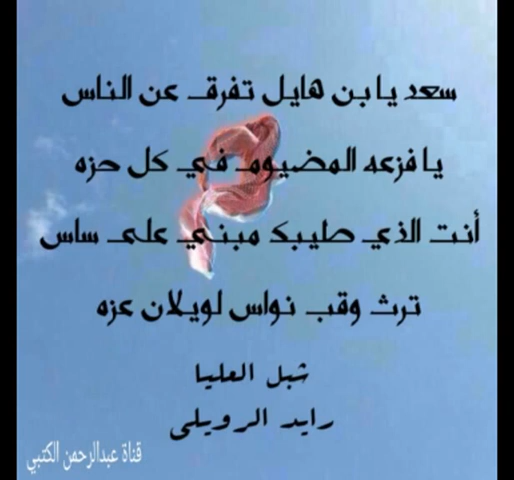 سعد يا بن هايل تفرق عن الناس
يا فزعه المضيوم في كل حزه
أنت الذي طيبك مبني على ساس
ترث وقب نواس لويلان عزه
شبل العليا
رايد الرويلي
قناة عبدالرحمن الكتبي